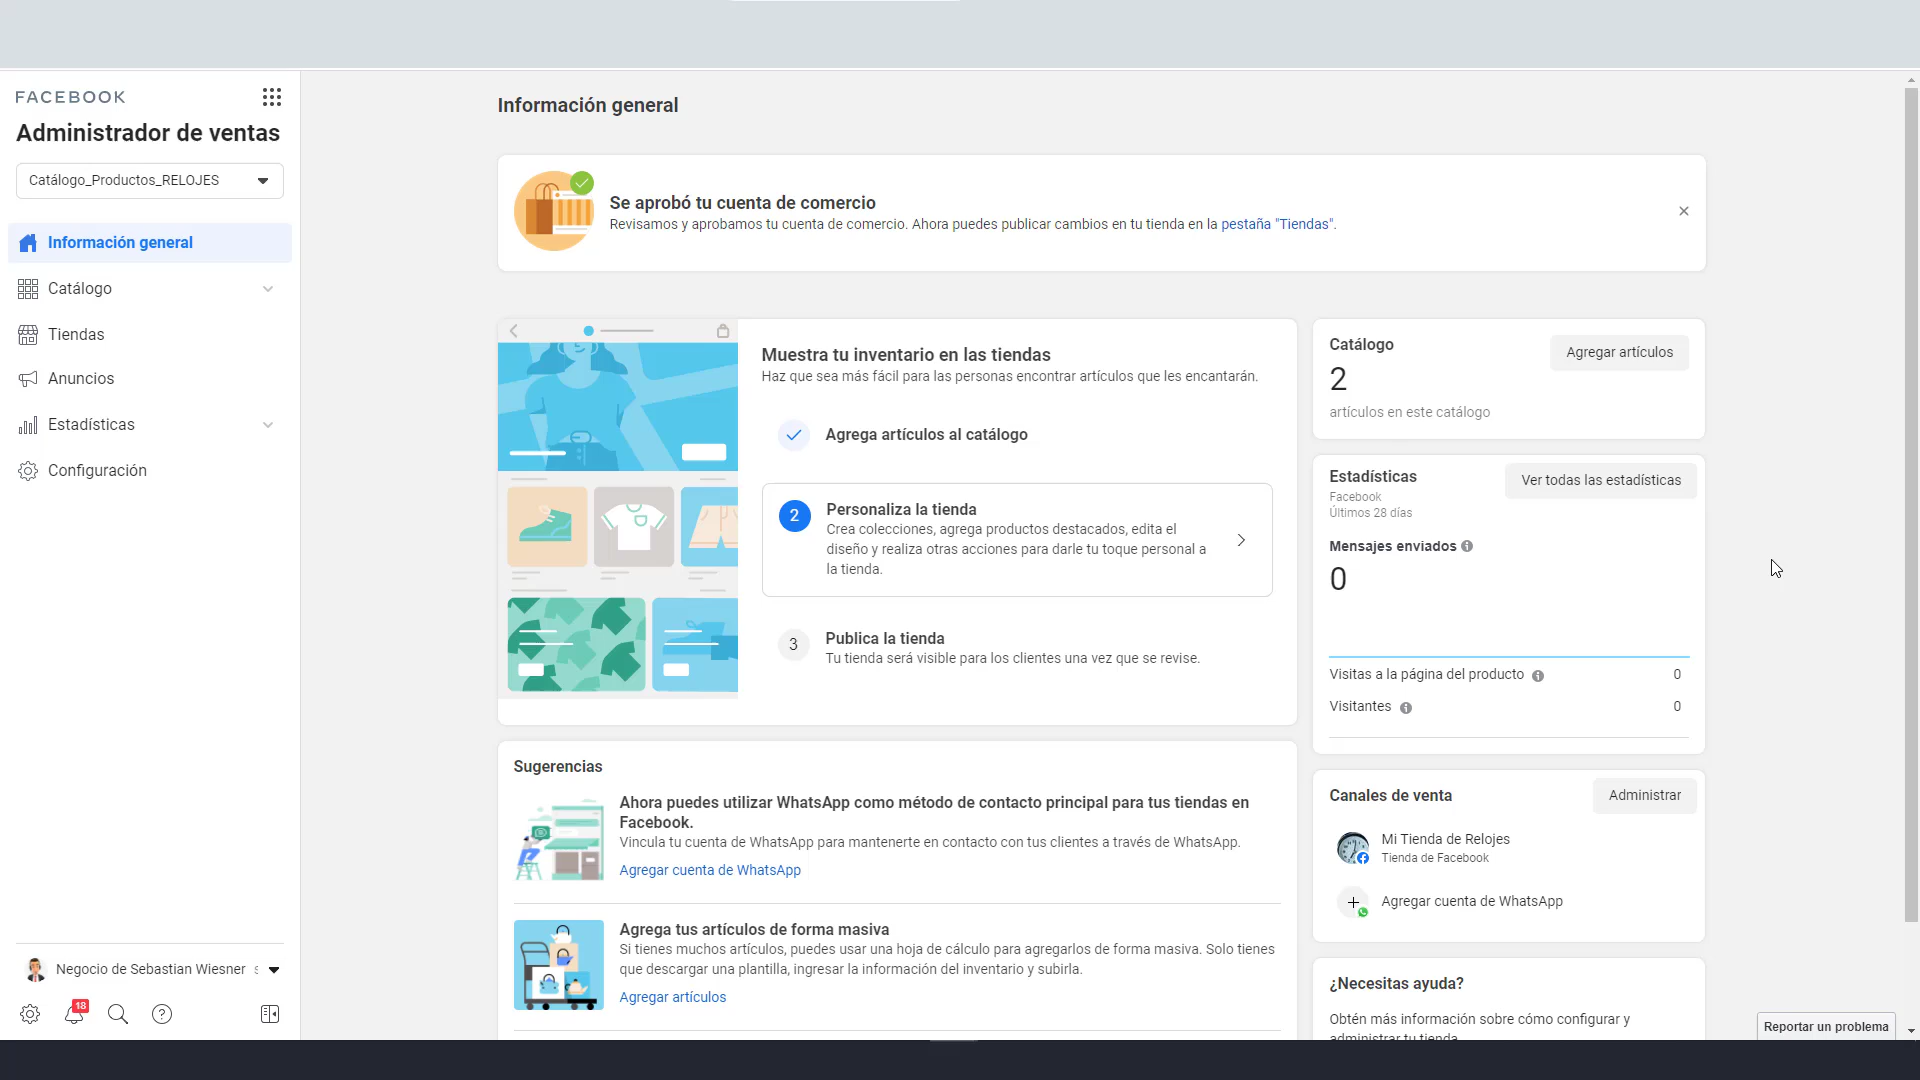 FACEBOOK
Administrador de ventas
Catálogo_Productos_RELOJES
Información general
Catálogo
Tiendas
Anuncios
Estadísticas
Configuración
Negocio de Sebastian Wiesner
18
Información general
Se aprobó tu cuenta de comercio
Revisamos y aprobamos tu cuenta de comercio. Ahora puedes publicar cambios en tu tienda en la pestaña "Tiendas".
Muestra tu inventario en las tiendas
Haz que sea más fácil para las personas encontrar artículos que les encantarán.
Agrega artículos al catálogo
2
Personaliza la tienda
Crea colecciones, agrega productos destacados, edita el
diseño y realiza otras acciones para darle tu toque personal a
la tienda.
3
Publica la tienda
Tu tienda será visible para los clientes una vez que se revise.
Sugerencias
Ahora puedes utilizar WhatsApp como método de contacto principal para tus tiendas en
Facebook.
Vincula tu cuenta de WhatsApp para mantenerte en contacto con tus clientes a través de WhatsApp.
Agregar cuenta de WhatsApp
Agrega tus artículos de forma masiva
Si tienes muchos artículos, puedes usar una hoja de cálculo para agregarlos de forma masiva. Solo tienes
que descargar una plantilla, ingresar la información del inventario y subirla.
Agregar artículos
Catálogo
Agregar artículos
2
artículos en este catálogo
Estadísticas
Ver todas las estadísticas
Facebook
Últimos 28 días
Mensajes enviados
0
Visitas a la página del producto 0
Visitantes 0
Canales de venta
Administrar
Mi Tienda de Relojes
Tienda de Facebook
Agregar cuenta de WhatsApp
¿Necesitas ayuda?
Obtén más información sobre cómo configurar y
administrar tu tienda
Reportar un problema